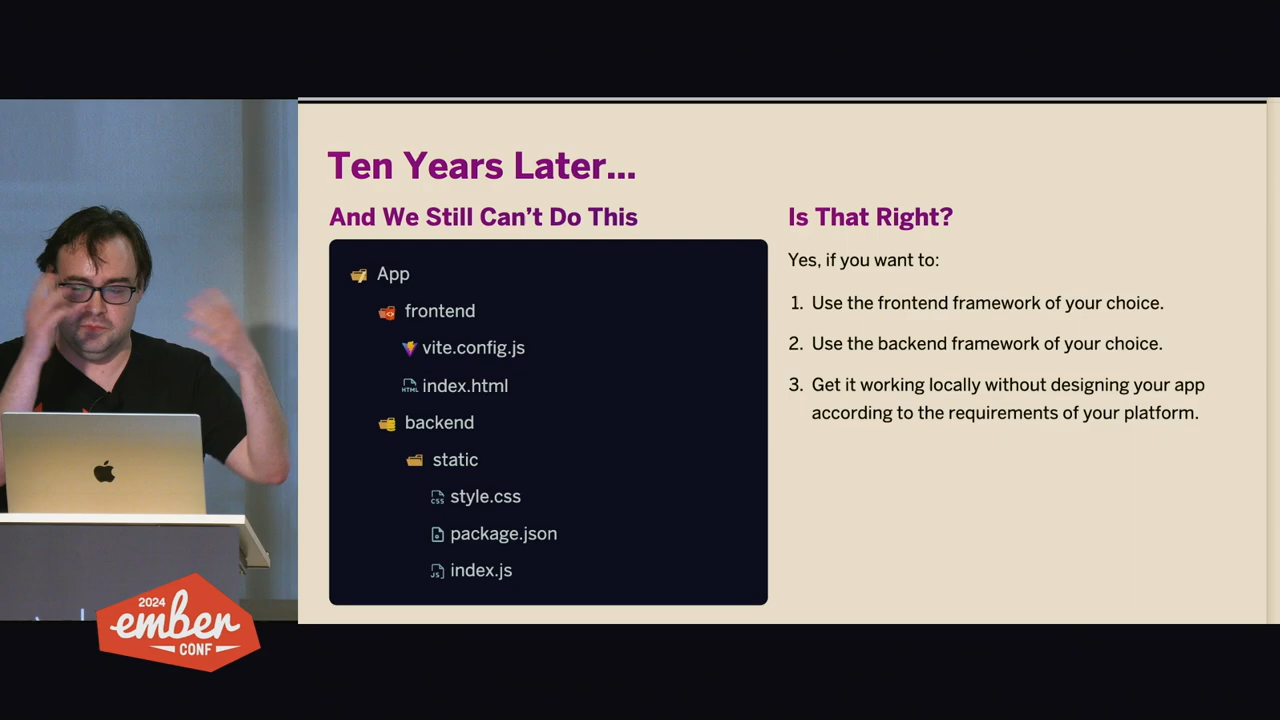 Ten Years Later...
And We Still Can't Do This
App
frontend
vite.config.js
index.html
backend
static
style.css
package.json
index.js
Is That Right?
Yes, if you want to:
1. Use the frontend framework of your choice.
2. Use the backend framework of your choice.
3. Get it working locally without designing your app
according to the requirements of your platform.
2024
ember
CONF